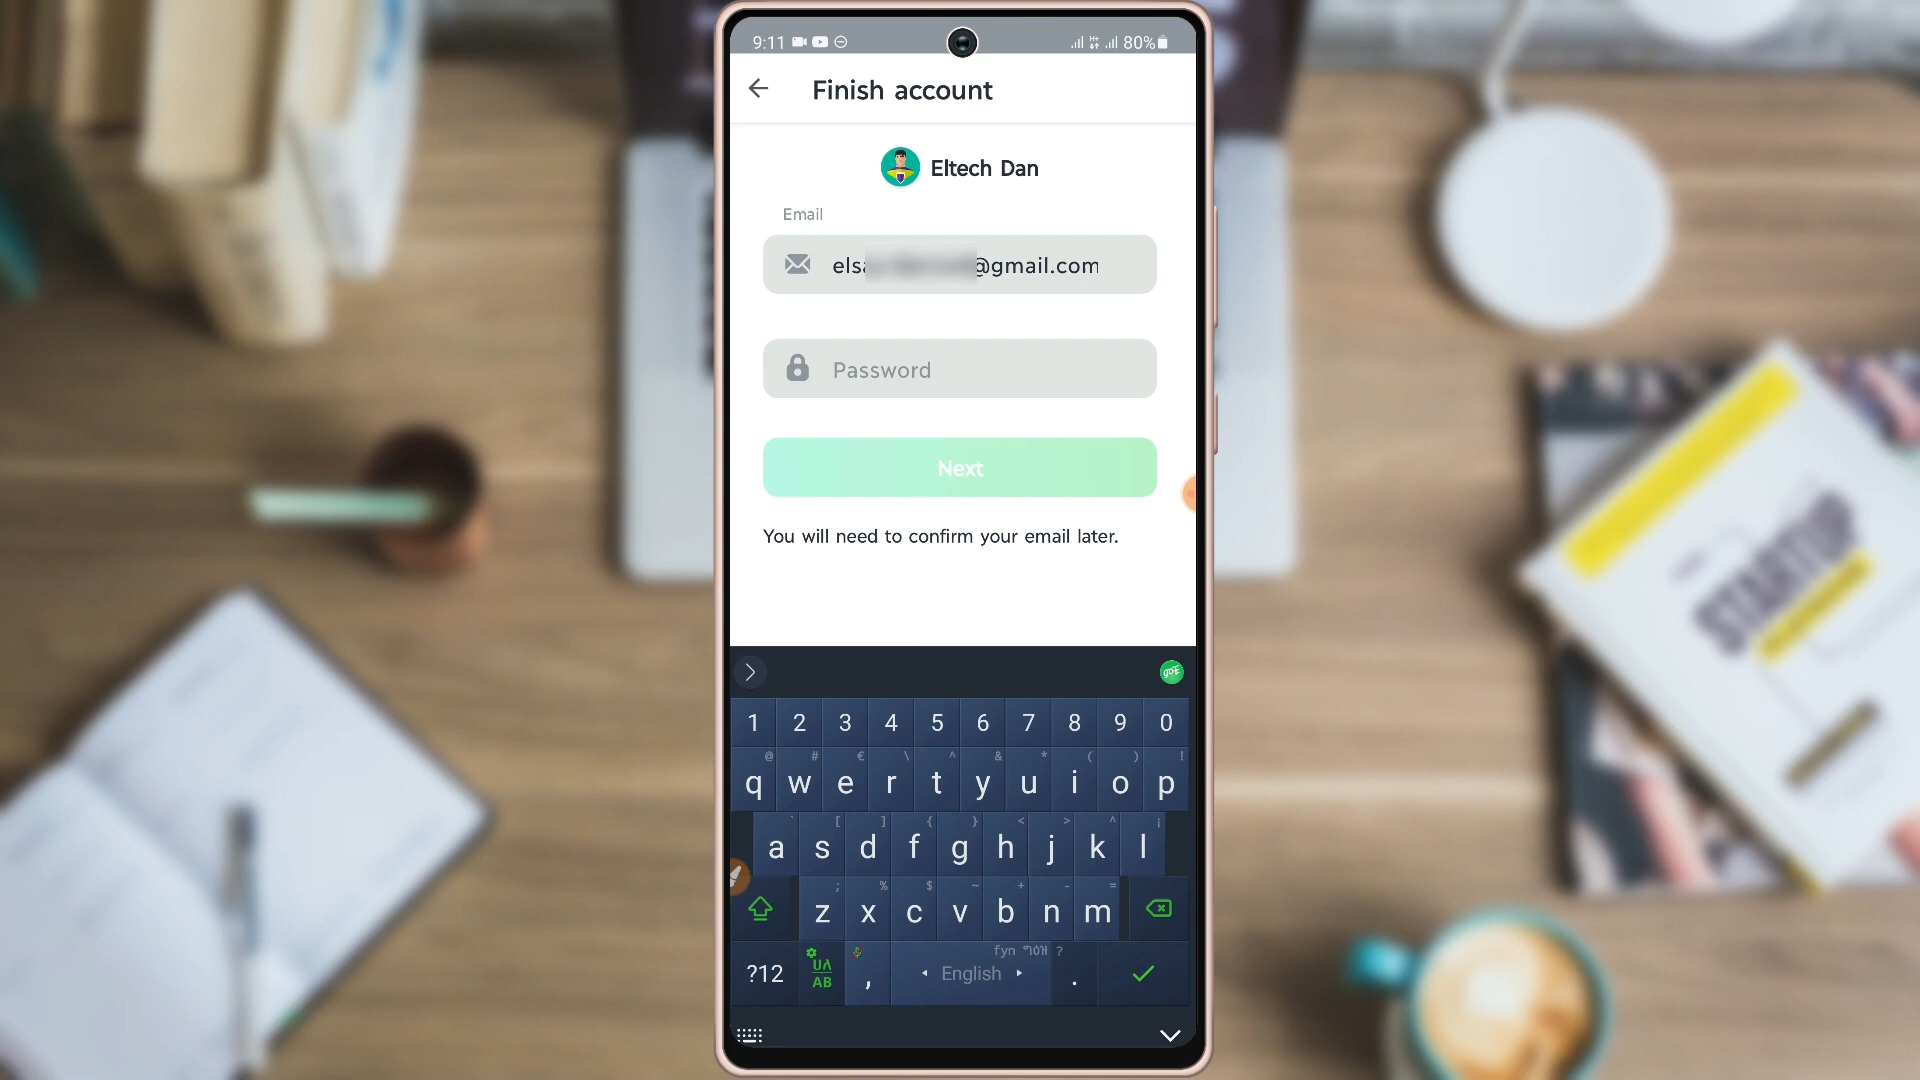 9:11 80%
Finish account
Eltech Dan
Email
@gmail.com
Password
Next
You will need to confirm your email later.
1 2 3 4 5 6 7 8 9 0
@ # € \ ^ & * ( ) !
q w e r t y u i o p
` [ ] { } < > ^ ¡
a s d f g h j k l
; % $ ~ + - =
z x c v b n m
?12 AB , English . ?
STARTUP